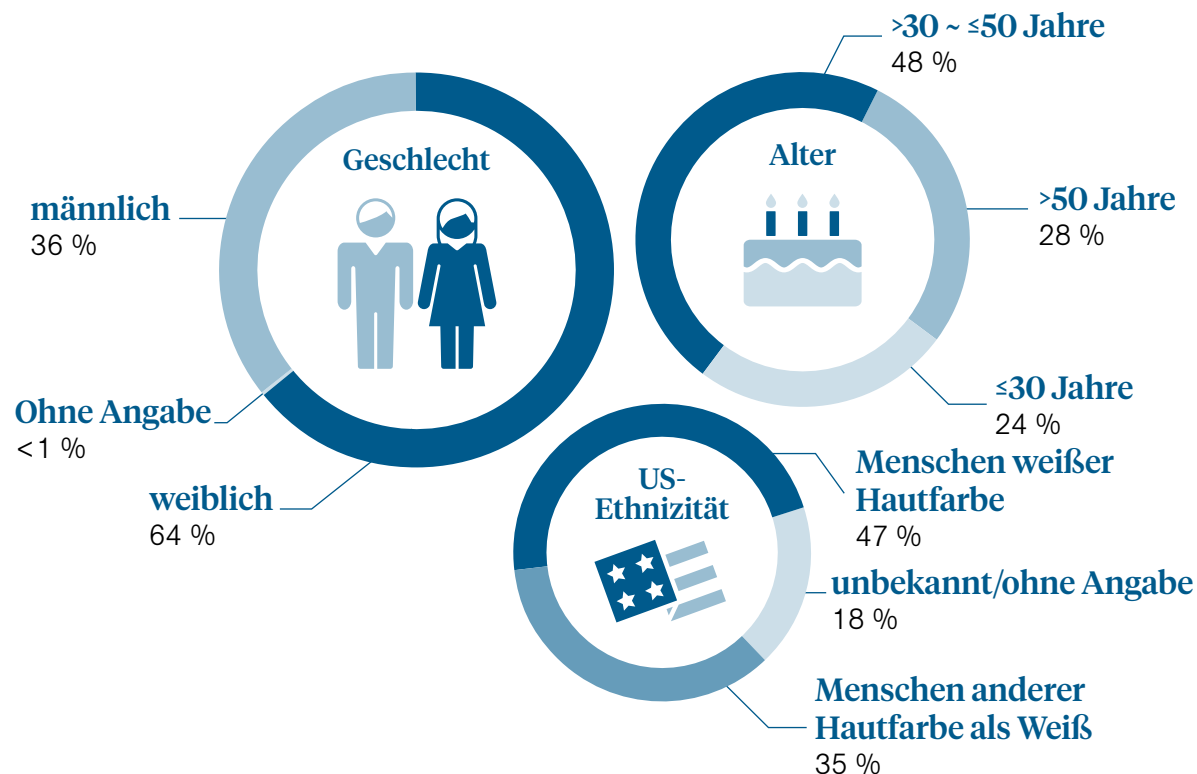 >30 ~ ≤50 Jahre
48 %
Geschlecht
Alter
männlich
36 %
>50 Jahre
28 %
Ohne Angabe
<1 %
≤30 Jahre
24 %
weiblich
64 %
US-
Ethnizität
Menschen weißer
Hautfarbe
47 %
unbekannt/ohne Angabe
18 %
Menschen anderer
Hautfarbe als Weiß
35 %